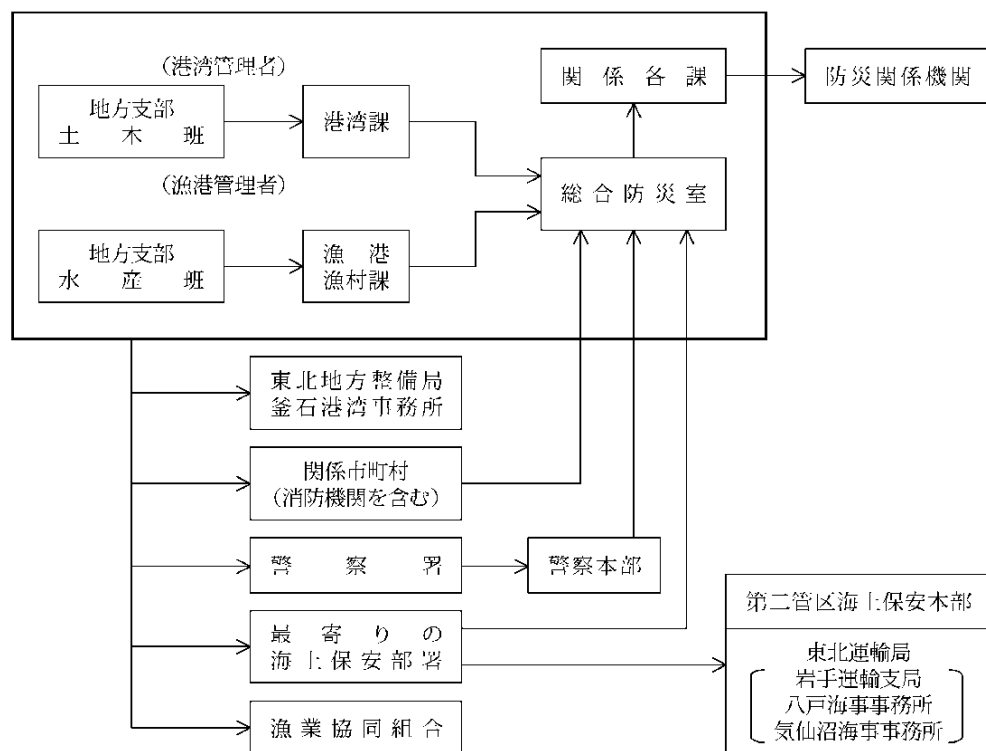 (港湾管理者)
地方支部
土木班
港湾課
関係各課
防災関係機関
(漁港管理者)
総合防災室
地方支部
水産班
漁港
漁村課
東北地方整備局
釜石港湾事務所
関係市町村
(消防機関を含む)
警察署
警察本部
最寄りの
海上保安部署
漁業協同組合
第二管区海上保安本部
東北運輸局
岩手運輸支局
八戸海事事務所
気仙沼海事事務所